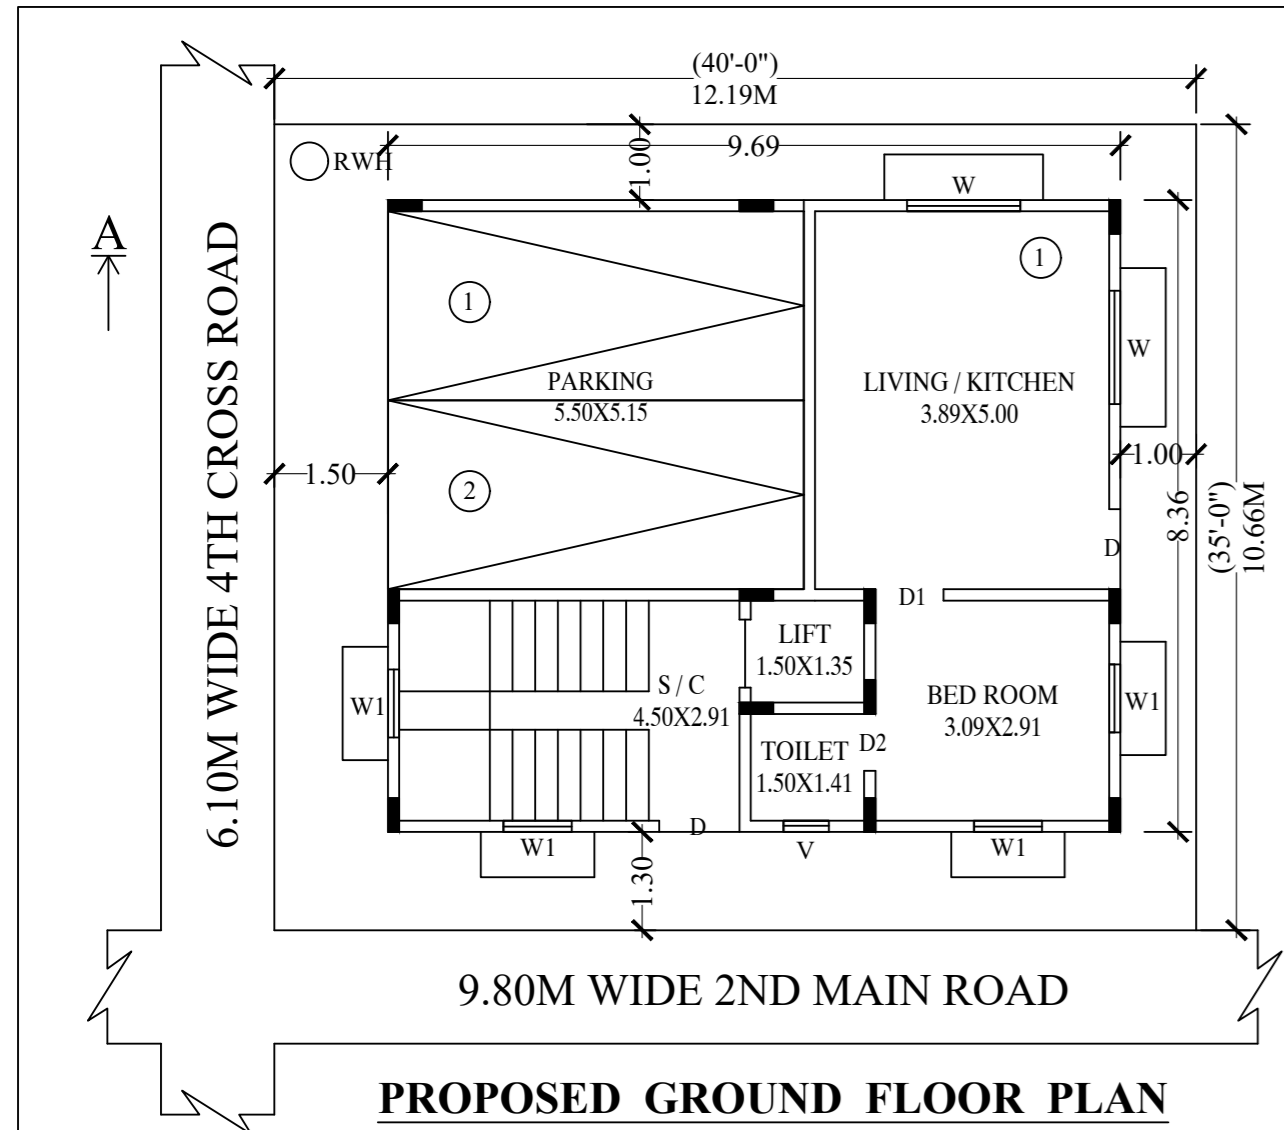 (40'-0")
12.19M
9.69
1.00
RWH
W
A
1
1
W
PARKING
5.50X5.15
LIVING / KITCHEN
3.89X5.00
1.50
1.00
2
8.36
(35'-0")
10.66M
6.10M WIDE 4TH CROSS ROAD
D
D1
LIFT
1.50X1.35
S / C
4.50X2.91
BED ROOM
3.09X2.91
W1
W1
TOILET
1.50X1.41
D2
D
W1
V
W1
1.30
9.80M WIDE 2ND MAIN ROAD
PROPOSED GROUND FLOOR PLAN